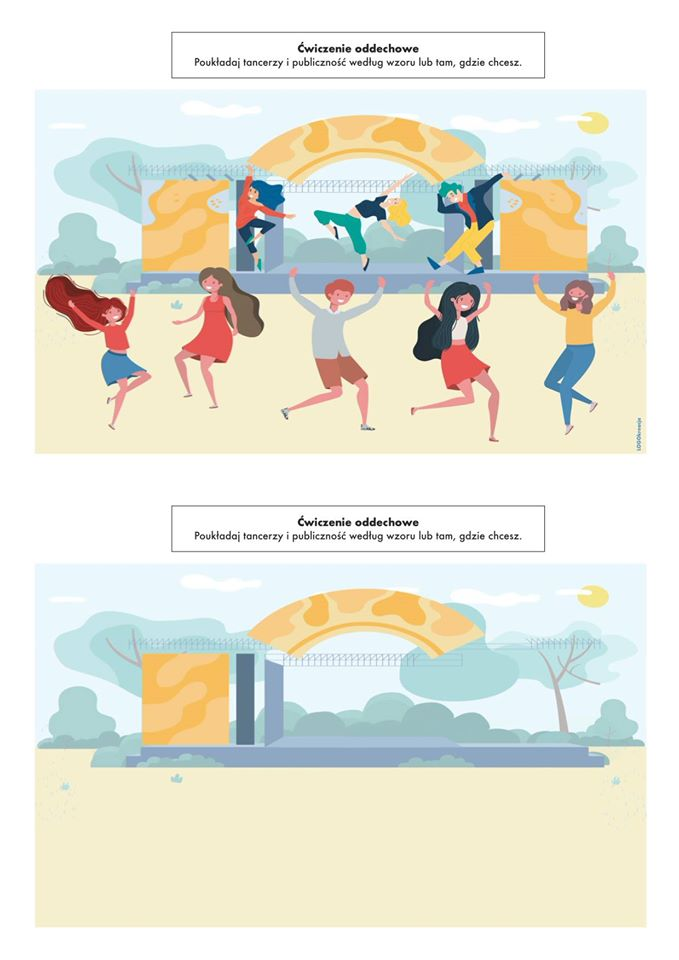 Ćwiczenie oddechowe
Poukładaj tancerzy i publiczność według wzoru lub tam, gdzie chcesz.
LOGOkreacje
Ćwiczenie oddechowe
Poukładaj tancerzy i publiczność według wzoru lub tam, gdzie chcesz.